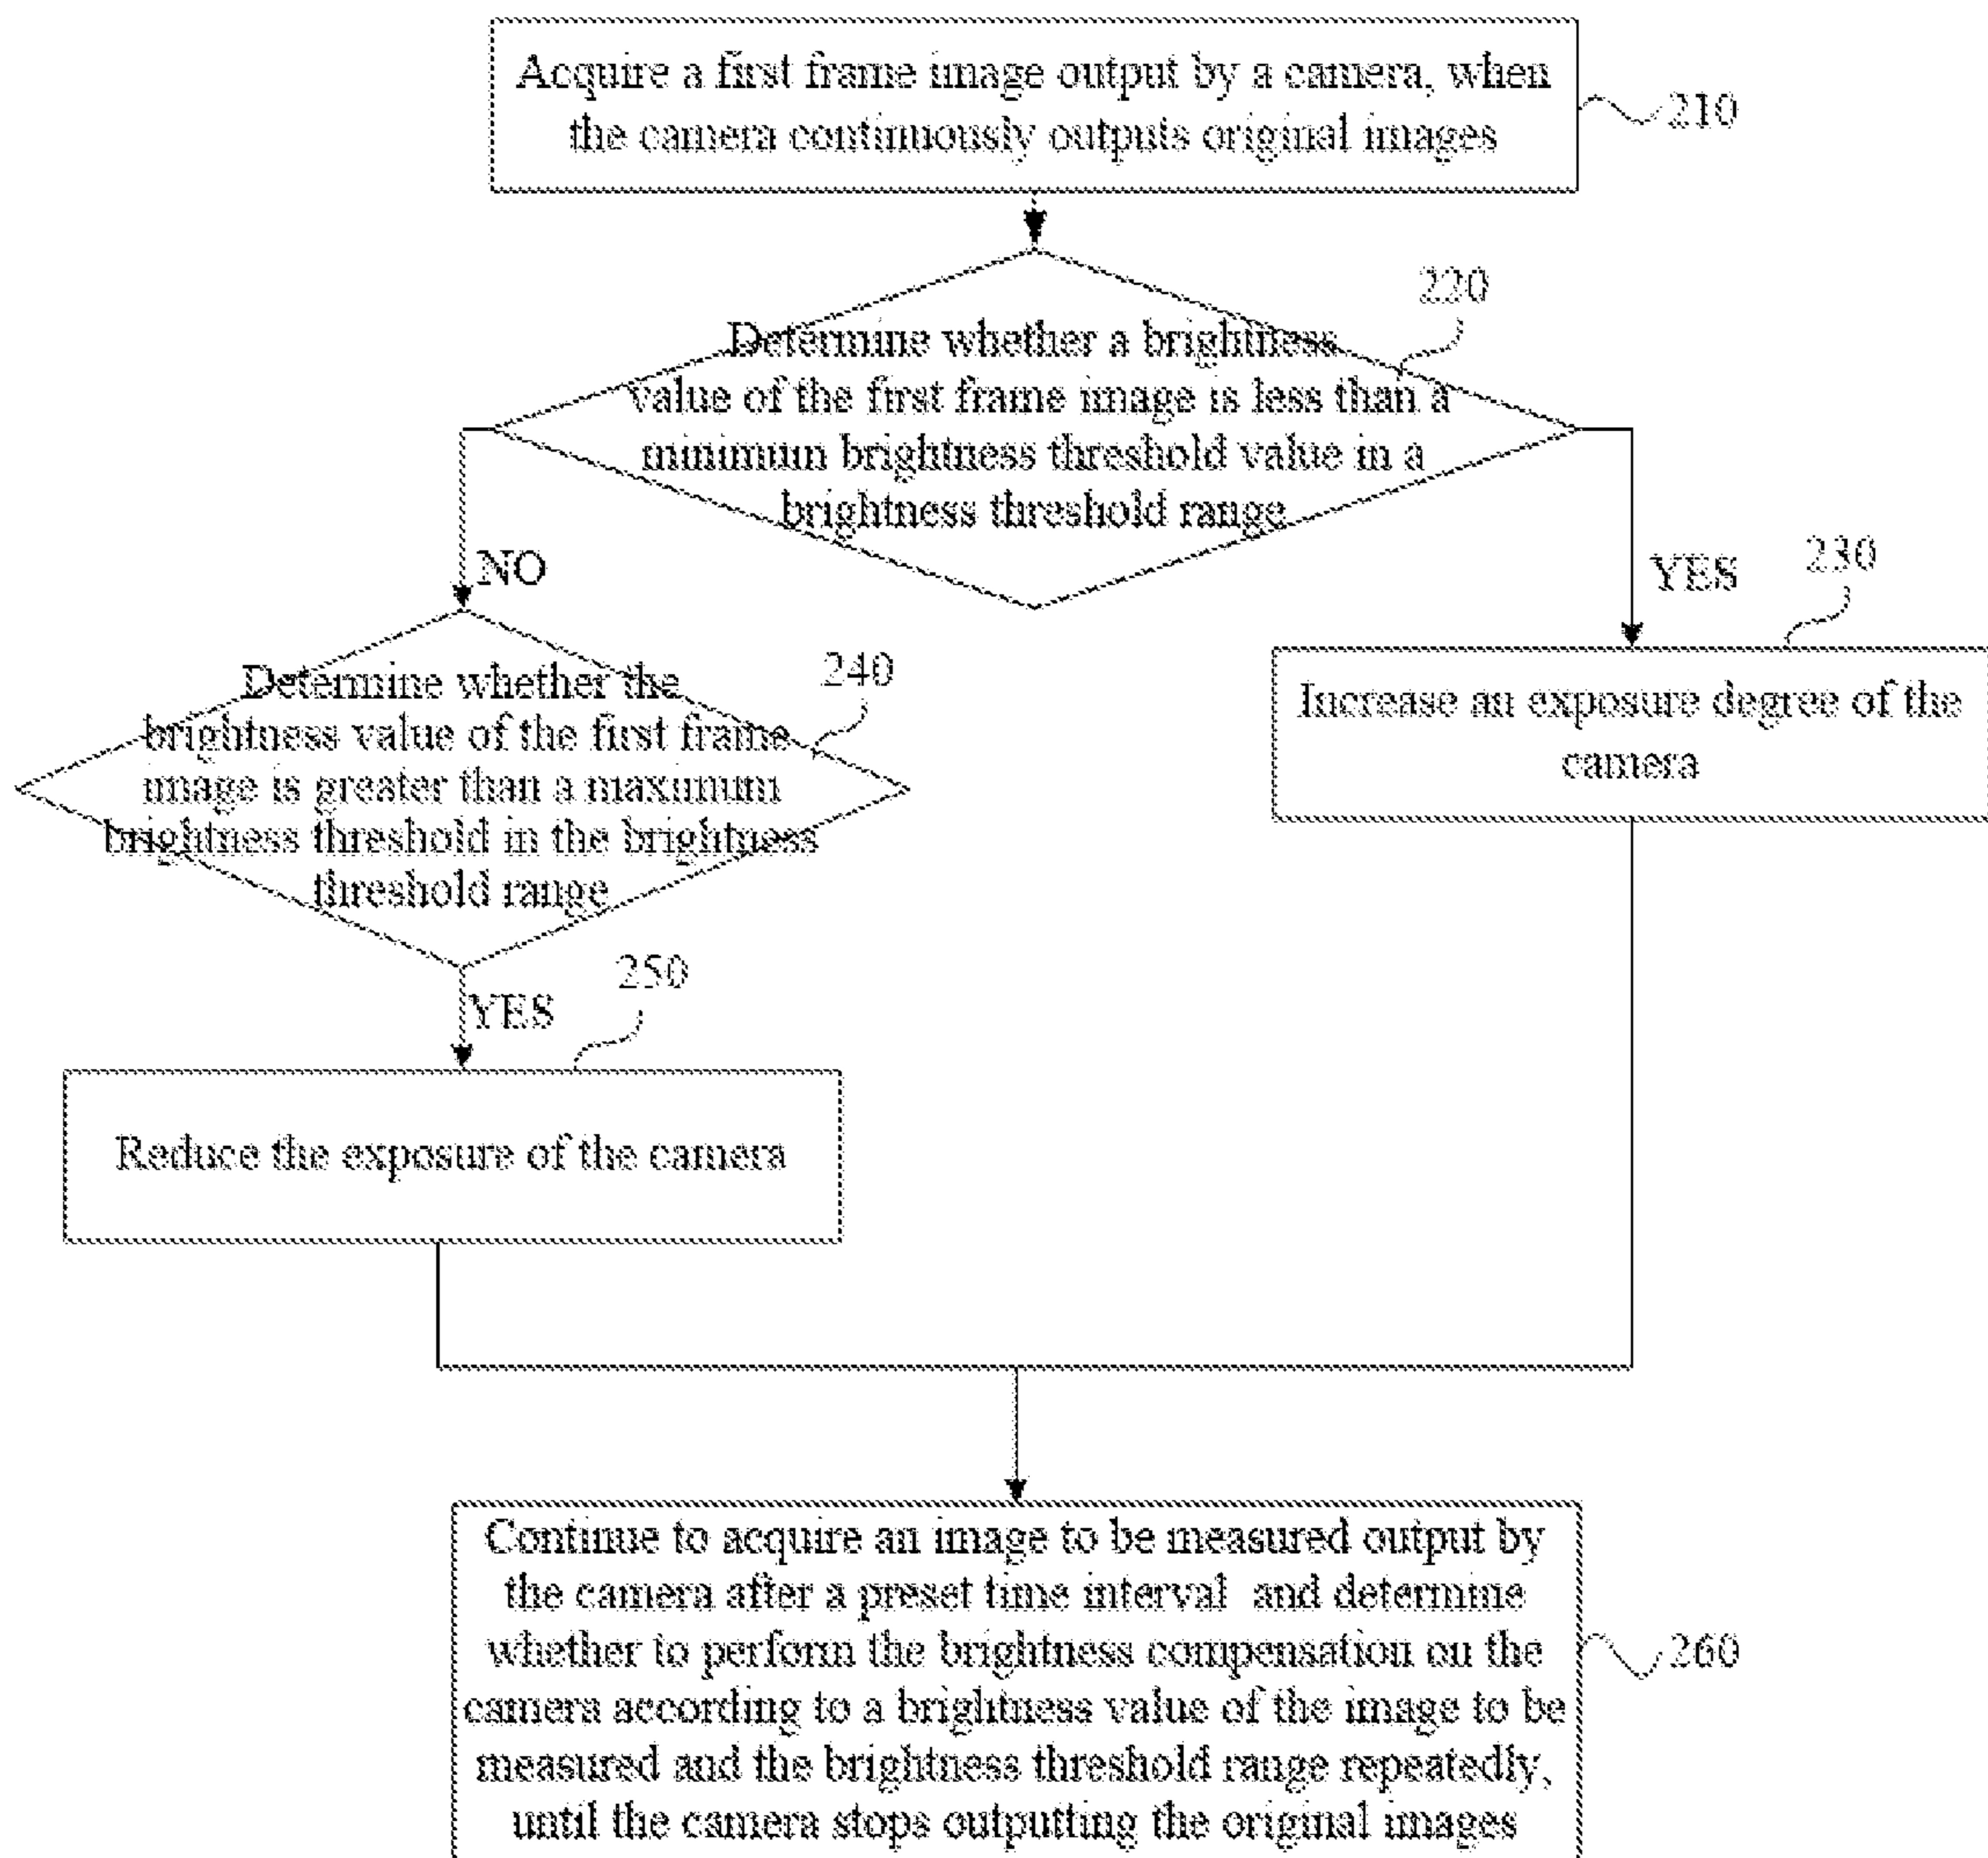 Acquire a first frame image output by a camera, when
the camera continuously outputs original images
210
220
Determine whether a brightness
value of the first frame image is less than a
minimum brightness threshold value in a
brightness threshold range
NO
YES
230
Increase an exposure degree of the
camera
240
Determine whether the
brightness value of the first frame
image is greater than a maximum
brightness threshold in the brightness
threshold range
YES
250
Reduce the exposure of the camera
Continue to acquire an image to be measured output by
the camera after a preset time interval and determine
whether to perform the brightness compensation on the
camera according to a brightness value of the image to be
measured and the brightness threshold range repeatedly,
until the camera stops outputting the original images
260